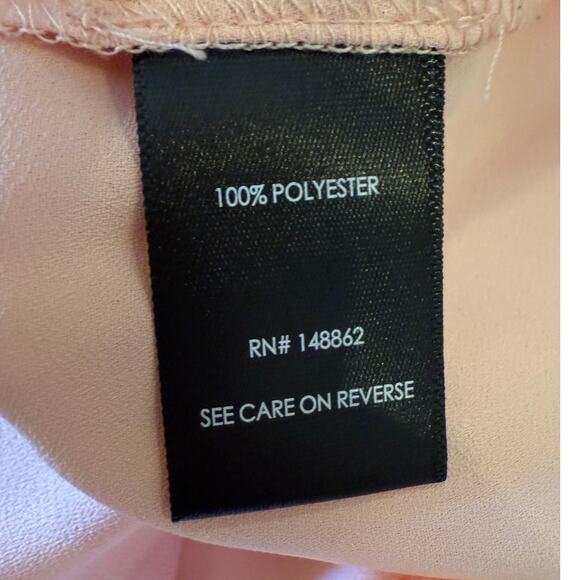 100% POLYESTER
RN# 148862
SEE CARE ON REVERSE